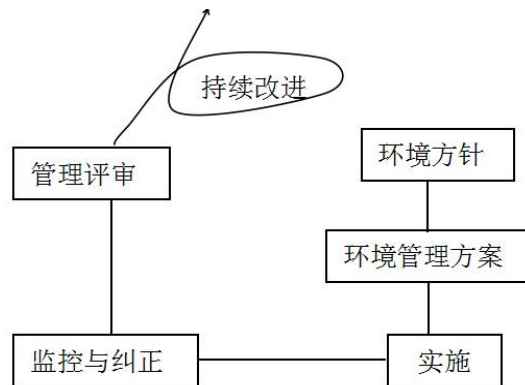 持续改进
环境方针
管理评审
环境管理方案
监控与纠正
实施